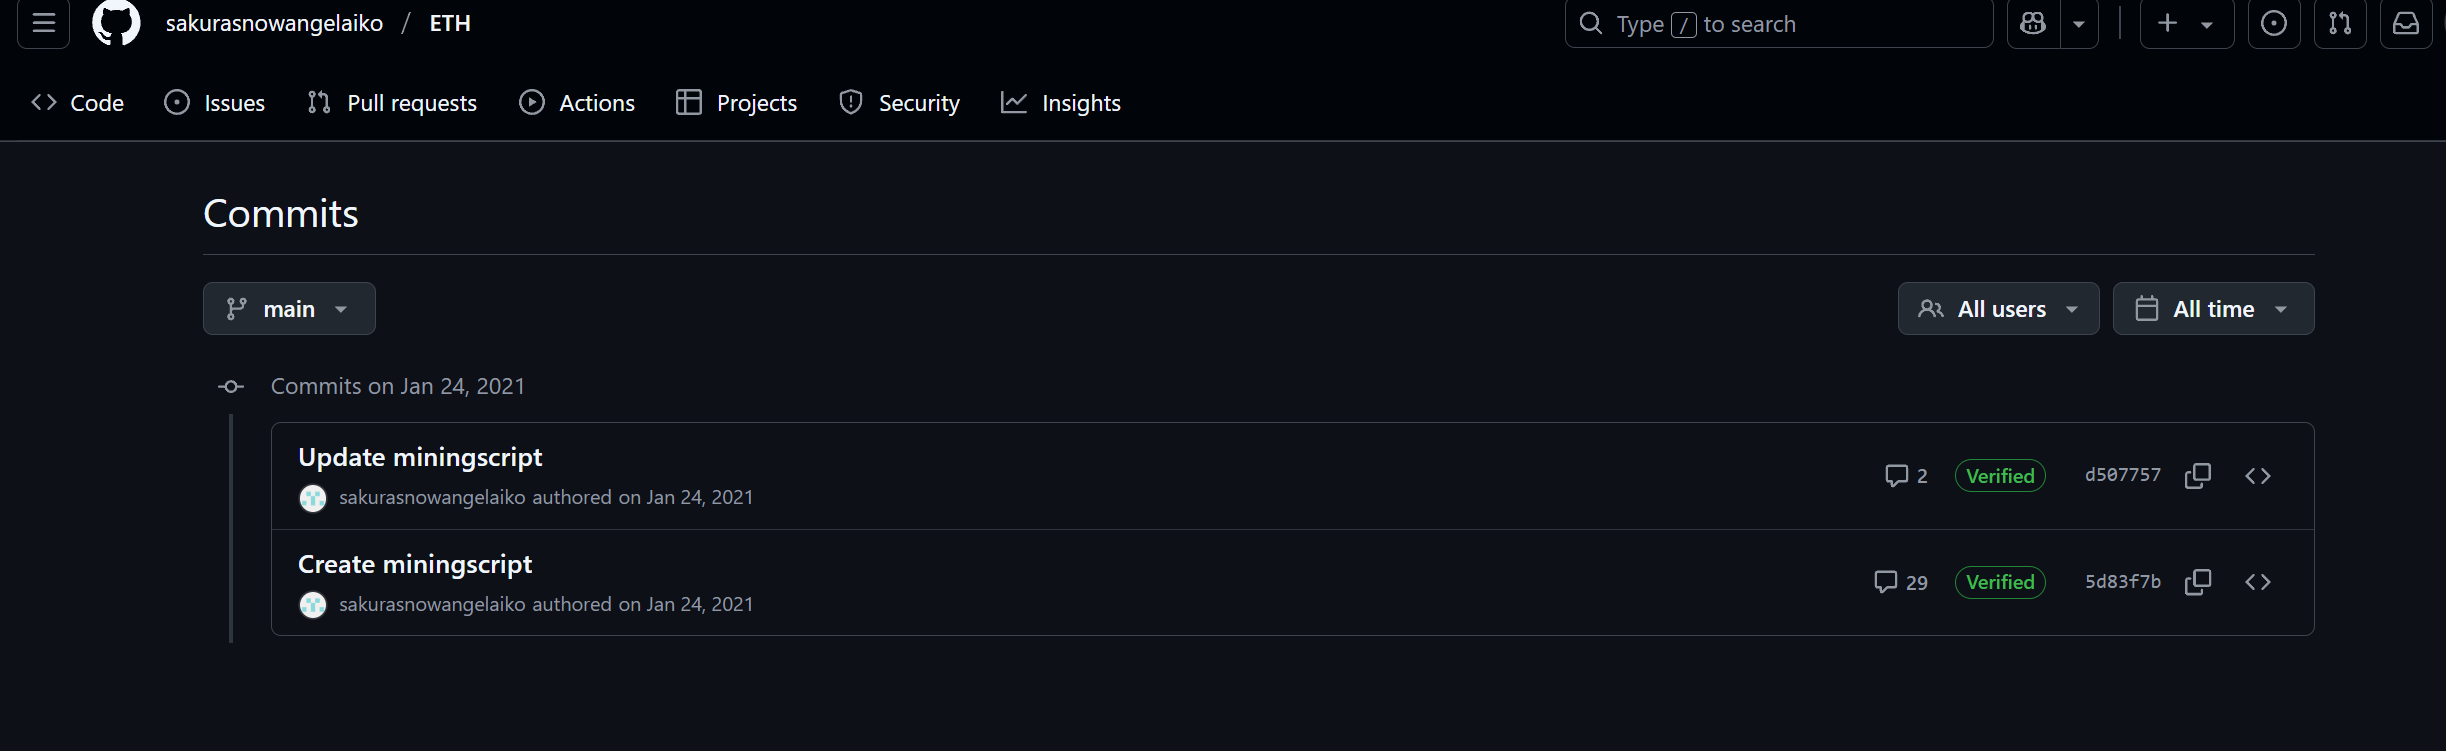 sakurasnowangelaiko / ETH
Type / to search
Code Issues Pull requests Actions Projects Security Insights
Commits
main
All users All time
Commits on Jan 24, 2021
Update miningscript
2 Verified d507757
sakurasnowangelaiko authored on Jan 24, 2021
Create miningscript
29 Verified 5d83f7b
sakurasnowangelaiko authored on Jan 24, 2021